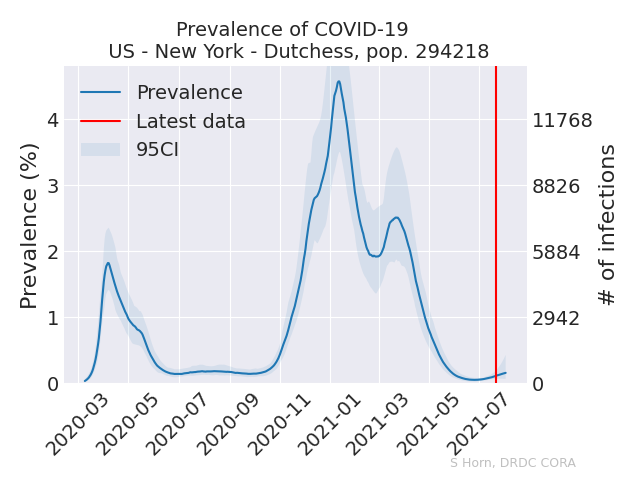 Prevalence of COVID-19
US - New York - Dutchess, pop. 294218
Prevalence
Latest data
95CI
Prevalence (%)
4
3
2
1
0
11768
8826
5884
2942
0
# of infections
2020-03
2020-05
2020-07
2020-09
2020-11
2021-01
2021-03
2021-05
2021-07
S Horn, DRDC CORA